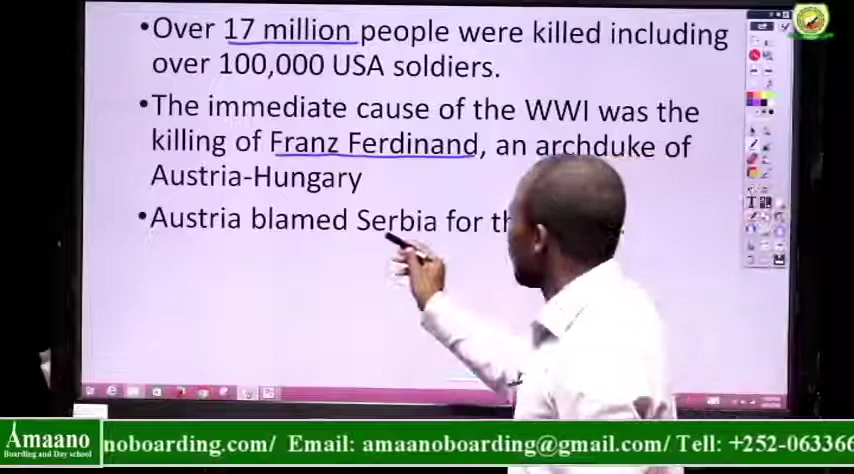 •Over 17 million people were killed including
over 100,000 USA soldiers.
•The immediate cause of the WWI was the
killing of Franz Ferdinand, an archduke of
Austria-Hungary
•Austria blamed Serbia for th
Amaano
Boarding and Day school
noboarding.com/ Email: amaanoboarding@gmail.com/ Tell: +252-063366